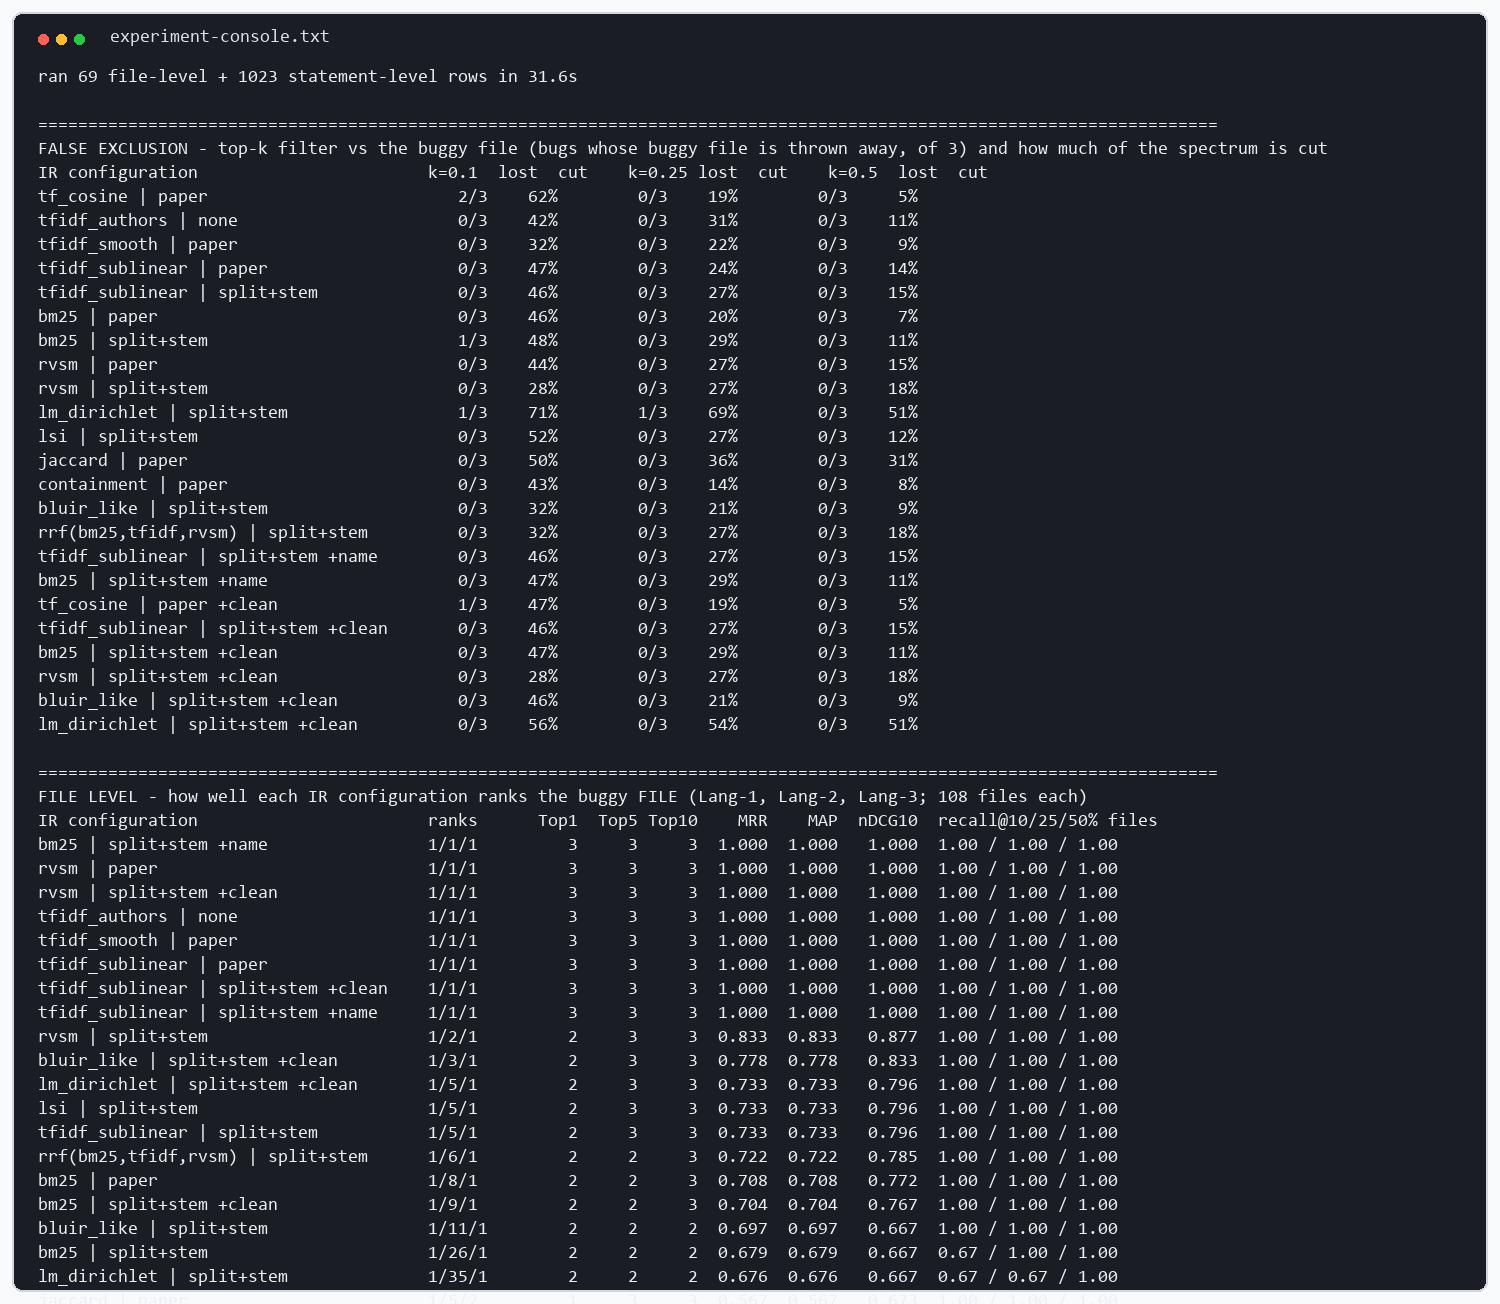 experiment-console.txt
ran 69 file-level + 1023 statement-level rows in 31.6s
======================================================================================================================
FALSE EXCLUSION - top-k filter vs the buggy file (bugs whose buggy file is thrown away, of 3) and how much of the spectrum is cut
IR configuration                       k=0.1  lost  cut    k=0.25 lost  cut    k=0.5  lost  cut
tf_cosine | paper                         2/3    62%        0/3    19%        0/3     5%
tfidf_authors | none                      0/3    42%        0/3    31%        0/3    11%
tfidf_smooth | paper                      0/3    32%        0/3    22%        0/3     9%
tfidf_sublinear | paper                   0/3    47%        0/3    24%        0/3    14%
tfidf_sublinear | split+stem              0/3    46%        0/3    27%        0/3    15%
bm25 | paper                              0/3    46%        0/3    20%        0/3     7%
bm25 | split+stem                         1/3    48%        0/3    29%        0/3    11%
rvsm | paper                              0/3    44%        0/3    27%        0/3    15%
rvsm | split+stem                         0/3    28%        0/3    27%        0/3    18%
lm_dirichlet | split+stem                 1/3    71%        1/3    69%        0/3    51%
lsi | split+stem                          0/3    52%        0/3    27%        0/3    12%
jaccard | paper                           0/3    50%        0/3    36%        0/3    31%
containment | paper                       0/3    43%        0/3    14%        0/3     8%
bluir_like | split+stem                   0/3    32%        0/3    21%        0/3     9%
rrf(bm25,tfidf,rvsm) | split+stem         0/3    32%        0/3    27%        0/3    18%
tfidf_sublinear | split+stem +name        0/3    46%        0/3    27%        0/3    15%
bm25 | split+stem +name                   0/3    47%        0/3    29%        0/3    11%
tf_cosine | paper +clean                  1/3    47%        0/3    19%        0/3     5%
tfidf_sublinear | split+stem +clean       0/3    46%        0/3    27%        0/3    15%
bm25 | split+stem +clean                  0/3    47%        0/3    29%        0/3    11%
rvsm | split+stem +clean                  0/3    28%        0/3    27%        0/3    18%
bluir_like | split+stem +clean            0/3    46%        0/3    21%        0/3     9%
lm_dirichlet | split+stem +clean          0/3    56%        0/3    54%        0/3    51%
======================================================================================================================
FILE LEVEL - how well each IR configuration ranks the buggy FILE (Lang-1, Lang-2, Lang-3; 108 files each)
IR configuration                       ranks      Top1  Top5 Top10    MRR    MAP  nDCG10  recall@10/25/50% files
bm25 | split+stem +name                1/1/1         3     3     3  1.000  1.000   1.000  1.00 / 1.00 / 1.00
rvsm | paper                           1/1/1         3     3     3  1.000  1.000   1.000  1.00 / 1.00 / 1.00
rvsm | split+stem +clean               1/1/1         3     3     3  1.000  1.000   1.000  1.00 / 1.00 / 1.00
tfidf_authors | none                   1/1/1         3     3     3  1.000  1.000   1.000  1.00 / 1.00 / 1.00
tfidf_smooth | paper                   1/1/1         3     3     3  1.000  1.000   1.000  1.00 / 1.00 / 1.00
tfidf_sublinear | paper                1/1/1         3     3     3  1.000  1.000   1.000  1.00 / 1.00 / 1.00
tfidf_sublinear | split+stem +clean    1/1/1         3     3     3  1.000  1.000   1.000  1.00 / 1.00 / 1.00
tfidf_sublinear | split+stem +name     1/1/1         3     3     3  1.000  1.000   1.000  1.00 / 1.00 / 1.00
rvsm | split+stem                      1/2/1         2     3     3  0.833  0.833   0.877  1.00 / 1.00 / 1.00
bluir_like | split+stem +clean         1/3/1         2     3     3  0.778  0.778   0.833  1.00 / 1.00 / 1.00
lm_dirichlet | split+stem +clean       1/5/1         2     3     3  0.733  0.733   0.796  1.00 / 1.00 / 1.00
lsi | split+stem                       1/5/1         2     3     3  0.733  0.733   0.796  1.00 / 1.00 / 1.00
tfidf_sublinear | split+stem           1/5/1         2     3     3  0.733  0.733   0.796  1.00 / 1.00 / 1.00
rrf(bm25,tfidf,rvsm) | split+stem      1/6/1         2     2     3  0.722  0.722   0.785  1.00 / 1.00 / 1.00
bm25 | paper                           1/8/1         2     2     3  0.708  0.708   0.772  1.00 / 1.00 / 1.00
bm25 | split+stem +clean               1/9/1         2     2     3  0.704  0.704   0.767  1.00 / 1.00 / 1.00
bluir_like | split+stem                1/11/1        2     2     2  0.697  0.697   0.667  1.00 / 1.00 / 1.00
bm25 | split+stem                      1/26/1        2     2     2  0.679  0.679   0.667  0.67 / 1.00 / 1.00
lm_dirichlet | split+stem              1/35/1        2     2     2  0.676  0.676   0.667  0.67 / 0.67 / 1.00